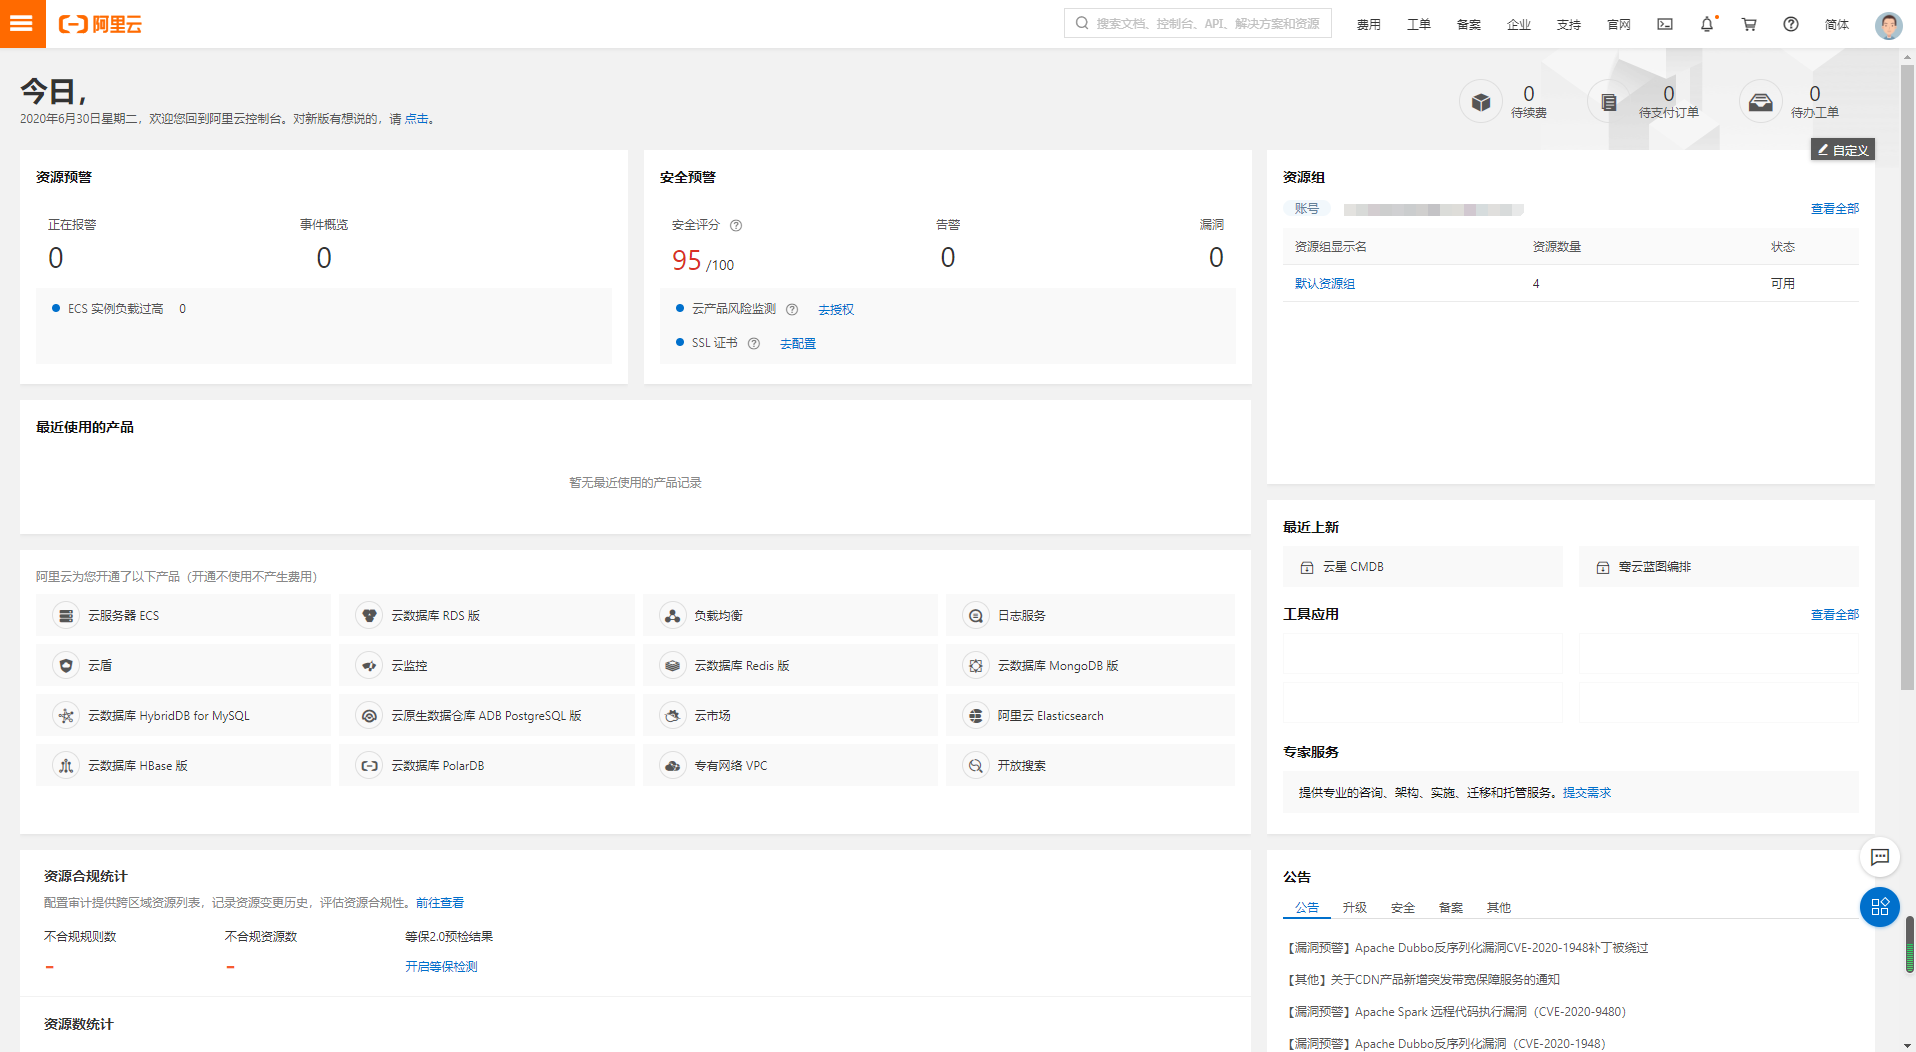 阿里云
搜索文档、控制台、API、解决方案和资源
费用 工单 备案 企业 支持 官网 简体
今日，
2020年6月30日星期二，欢迎您回到阿里云控制台。对新版有想说的，请 点击。
0 待续费
0 待支付订单
0 待办工单
自定义
资源预警
正在报警 事件概览
0 0
ECS 实例负载过高 0
安全预警
安全评分 告警 漏洞
95 /100 0 0
云产品风险监测 去授权
SSL 证书 去配置
资源组
账号 查看全部
资源组显示名 资源数量 状态
默认资源组 4 可用
最近使用的产品
暂无最近使用的产品记录
阿里云为您开通了以下产品（开通不使用不产生费用）
云服务器 ECS 云数据库 RDS 版 负载均衡 日志服务
云盾 云监控 云数据库 Redis 版 云数据库 MongoDB 版
云数据库 HybridDB for MySQL 云原生数据仓库 ADB PostgreSQL 版 云市场 阿里云 Elasticsearch
云数据库 HBase 版 云数据库 PolarDB 专有网络 VPC 开放搜索
最近上新
云星 CMDB 骞云蓝图编排
工具应用 查看全部
专家服务
提供专业的咨询、架构、实施、迁移和托管服务。提交需求
资源合规统计
配置审计提供跨区域资源列表，记录资源变更历史，评估资源合规性。前往查看
不合规规则数 不合规资源数 等保2.0预检结果
- - 开启等保检测
资源数统计
公告
公告 升级 安全 备案 其他
【漏洞预警】Apache Dubbo反序列化漏洞CVE-2020-1948补丁被绕过
【其他】关于CDN产品新增突发带宽保障服务的通知
【漏洞预警】Apache Spark 远程代码执行漏洞（CVE-2020-9480）
【漏洞预警】Apache Dubbo反序列化漏洞（CVE-2020-1948）